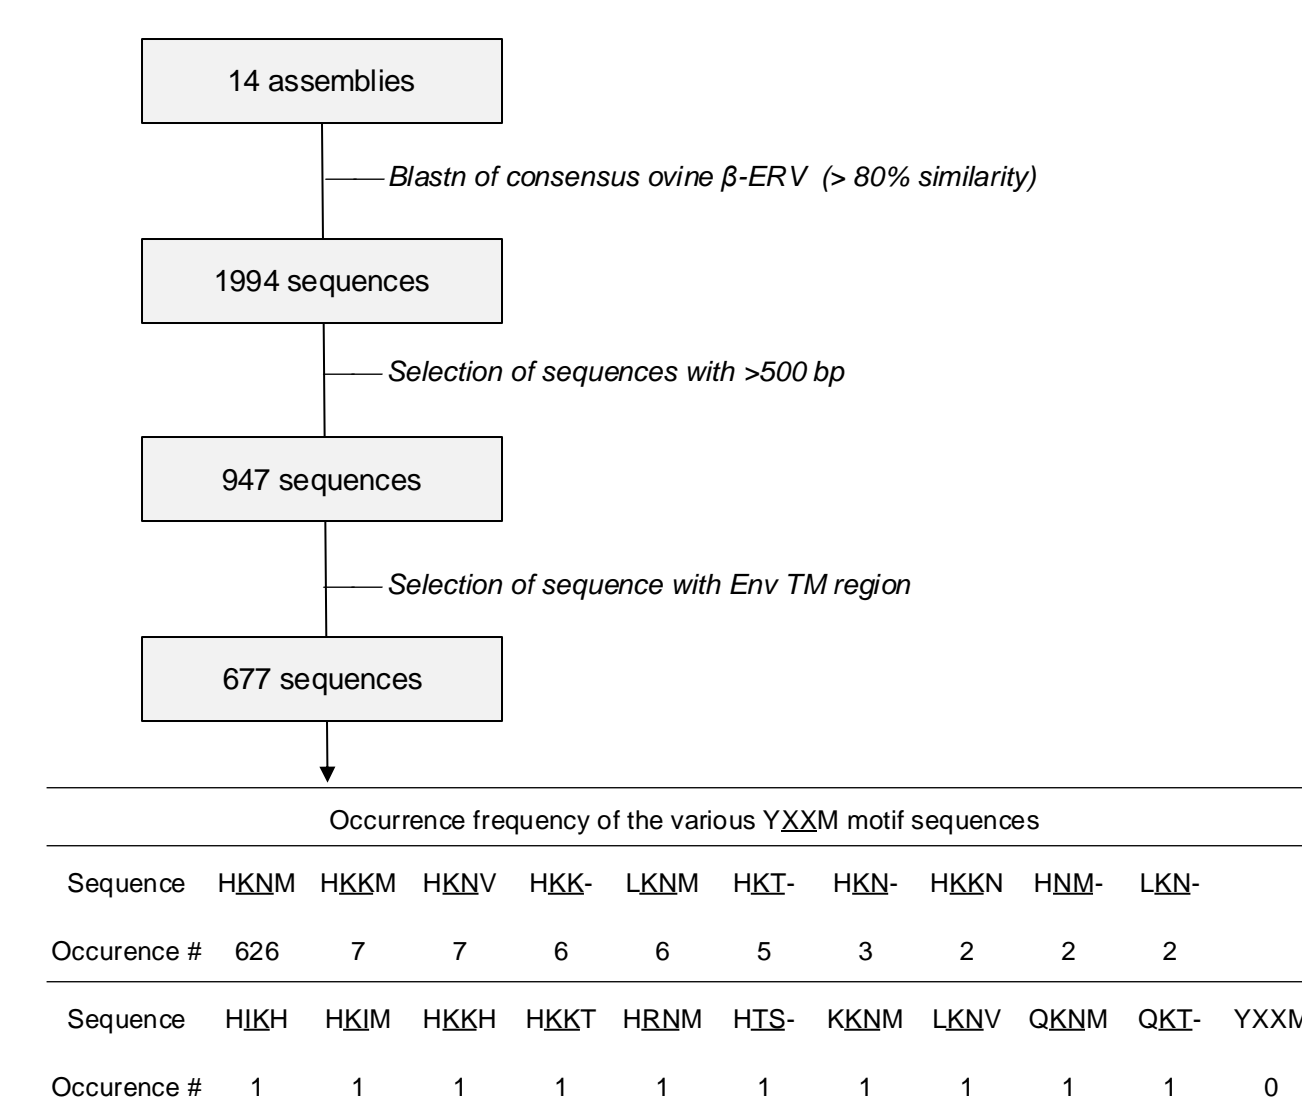 14 assemblies
Blastn of consensus ovine β-ERV (> 80% similarity)
1994 sequences
Selection of sequences with >500 bp
947 sequences
Selection of sequence with Env TM region
677 sequences
Occurrence frequency of the various YXXM motif sequences
Sequence HKNM HKKM HKNV HKK- LKNM HKT- HKN- HKKN HNM- LKN-
Occurence # 626 7 7 6 6 5 3 2 2 2
Sequence HIKH HKIM HKKH HKKT HRNM HTS- KKNM LKNV QKNM QKT- YXXM
Occurence # 1 1 1 1 1 1 1 1 1 1 0